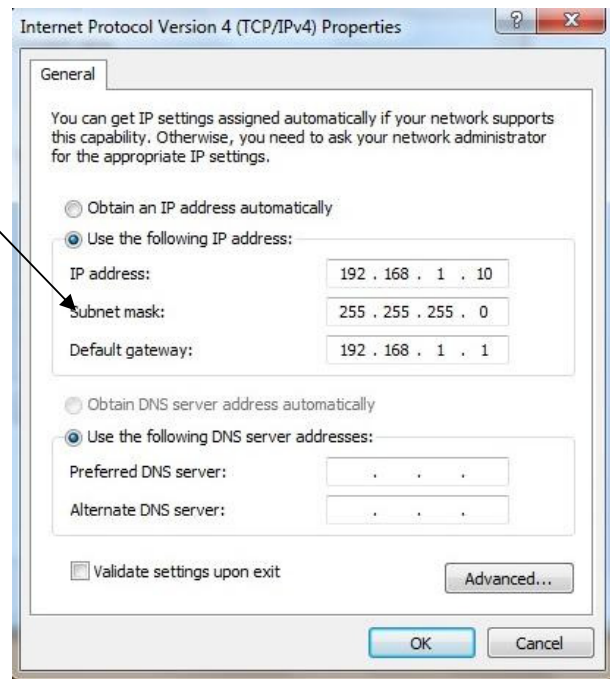 Internet Protocol Version 4 (TCP/IPv4) Properties
?
X
General
You can get IP settings assigned automatically if your network supports
this capability. Otherwise, you need to ask your network administrator
for the appropriate IP settings.
Obtain an IP address automatically
Use the following IP address:
IP address: 192 . 168 . 1 . 10
Subnet mask: 255 . 255 . 255 . 0
Default gateway: 192 . 168 . 1 . 1
Obtain DNS server address automatically
Use the following DNS server addresses:
Preferred DNS server: . . .
Alternate DNS server: . . .
Validate settings upon exit
Advanced...
OK Cancel